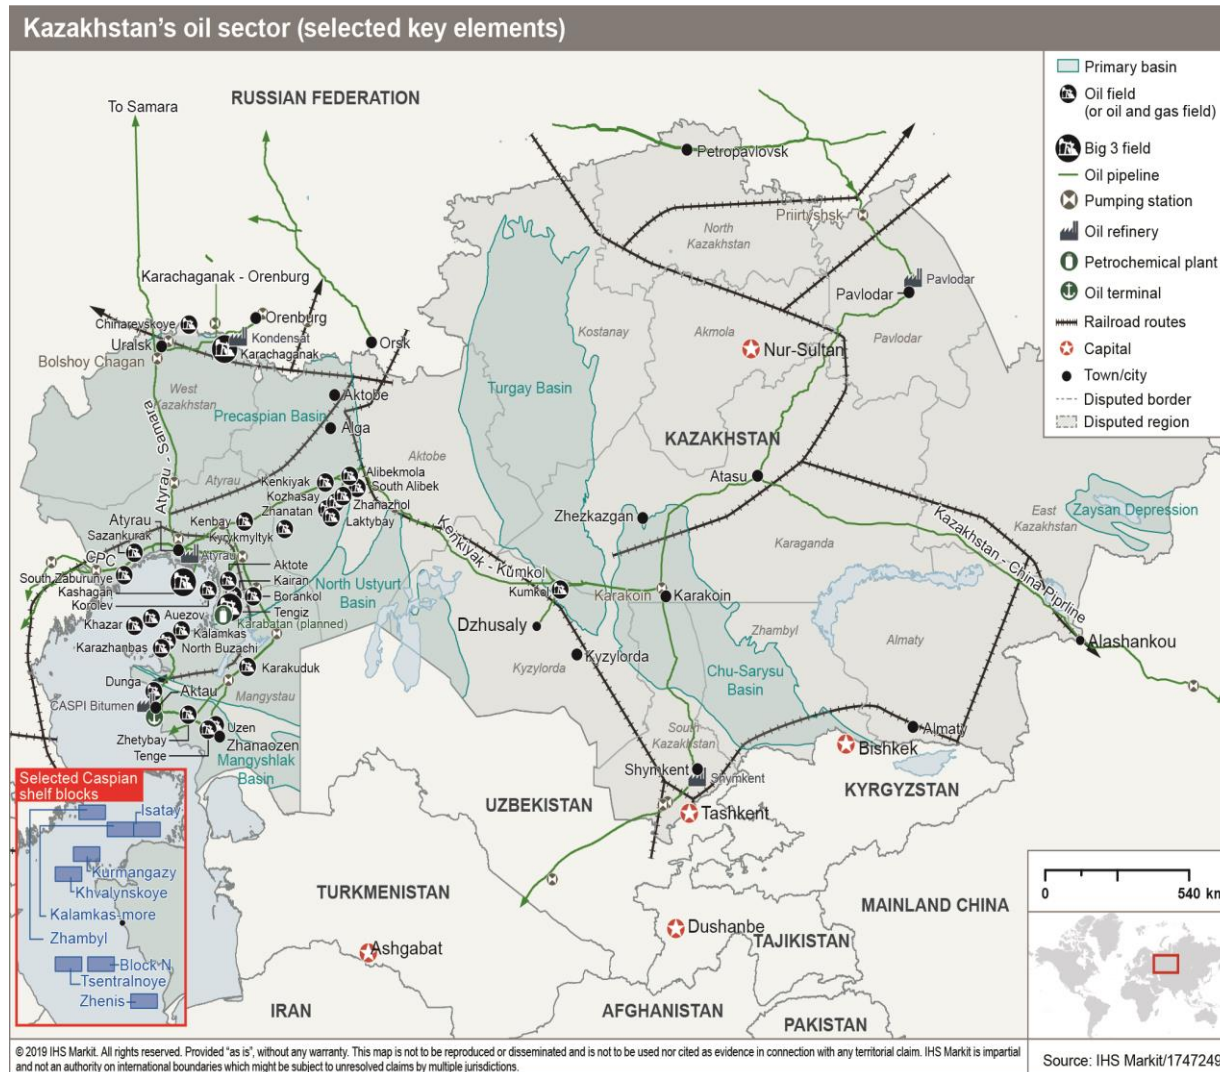 Kazakhstan's oil sector (selected key elements)
Primary basin
Oil field
(or oil and gas field)
Big 3 field
Oil pipeline
Pumping station
Oil refinery
Petrochemical plant
Oil terminal
Railroad routes
Capital
Town/city
Disputed border
Disputed region
To Samara
RUSSIAN FEDERATION
Petropavlovsk
Priirtyshsk
North
Kazakhstan
Karachaganak - Orenburg
Pavlodar
Pavlodar
Chinarevskoye
Orenburg
Kostanay
Akmola
Pavlodar
Uralsk
Kondensat
Karachaganak
Orsk
Nur-Sultan
Bolshoy Chagan
West
Kazakhstan
Turgay Basin
Aktobe
Precaspian Basin
Alga
KAZAKHSTAN
Atyrau - Samara
Aktobe
Atyrau
Kenkiyak
Alibekmola
South Alibek
Kozhasay
Zhanazhol
Zhanatan
Laktybay
Atasu
Zhezkazgan
East
Kazakhstan
Zaysan Depression
Atyrau
Kenbay
Sazankurak
Kyrykmyltyk
Atyrau
Kenkiyak - Kumkol
Karaganda
Kazakhstan - China Piprline
CPC
Aktote
South Zaburunye
Kairan
Kashagan
Borankol
Korolev
North Ustyurt
Basin
Kumkol
Karakoin
Karakoin
Tengiz
Khazar
Auezov
Karabatan (planned)
Kalamkas
Dzhusaly
Zhambyl
Almaty
Alashankou
Karazhanbas
North Buzachi
Karakuduk
Kyzylorda
Kyzylorda
Chu-Sarysu
Basin
Dunga
Aktau
Mangystau
CASPI Bitumen
Uzen
Zhetybay
Zhanaozen
Tenge
Mangyshlak
Basin
South
Kazakhstan
Almaty
Bishkek
Shymkent
Shymkent
KYRGYZSTAN
Selected Caspian
shelf blocks
UZBEKISTAN
Tashkent
Isatay
Kurmangazy
Khvalynskoye
Kalamkas-more
Zhambyl
Block N
Tsentralnoye
Zhenis
TURKMENISTAN
MAINLAND CHINA
Dushanbe
TAJIKISTAN
Ashgabat
IRAN
AFGHANISTAN
PAKISTAN
0 540 km
© 2019 IHS Markit. All rights reserved. Provided "as is", without any warranty. This map is not to be reproduced or disseminated and is not to be used nor cited as evidence in connection with any territorial claim. IHS Markit is impartial
and not an authority on international boundaries which might be subject to unresolved claims by multiple jurisdictions.
Source: IHS Markit/1747249